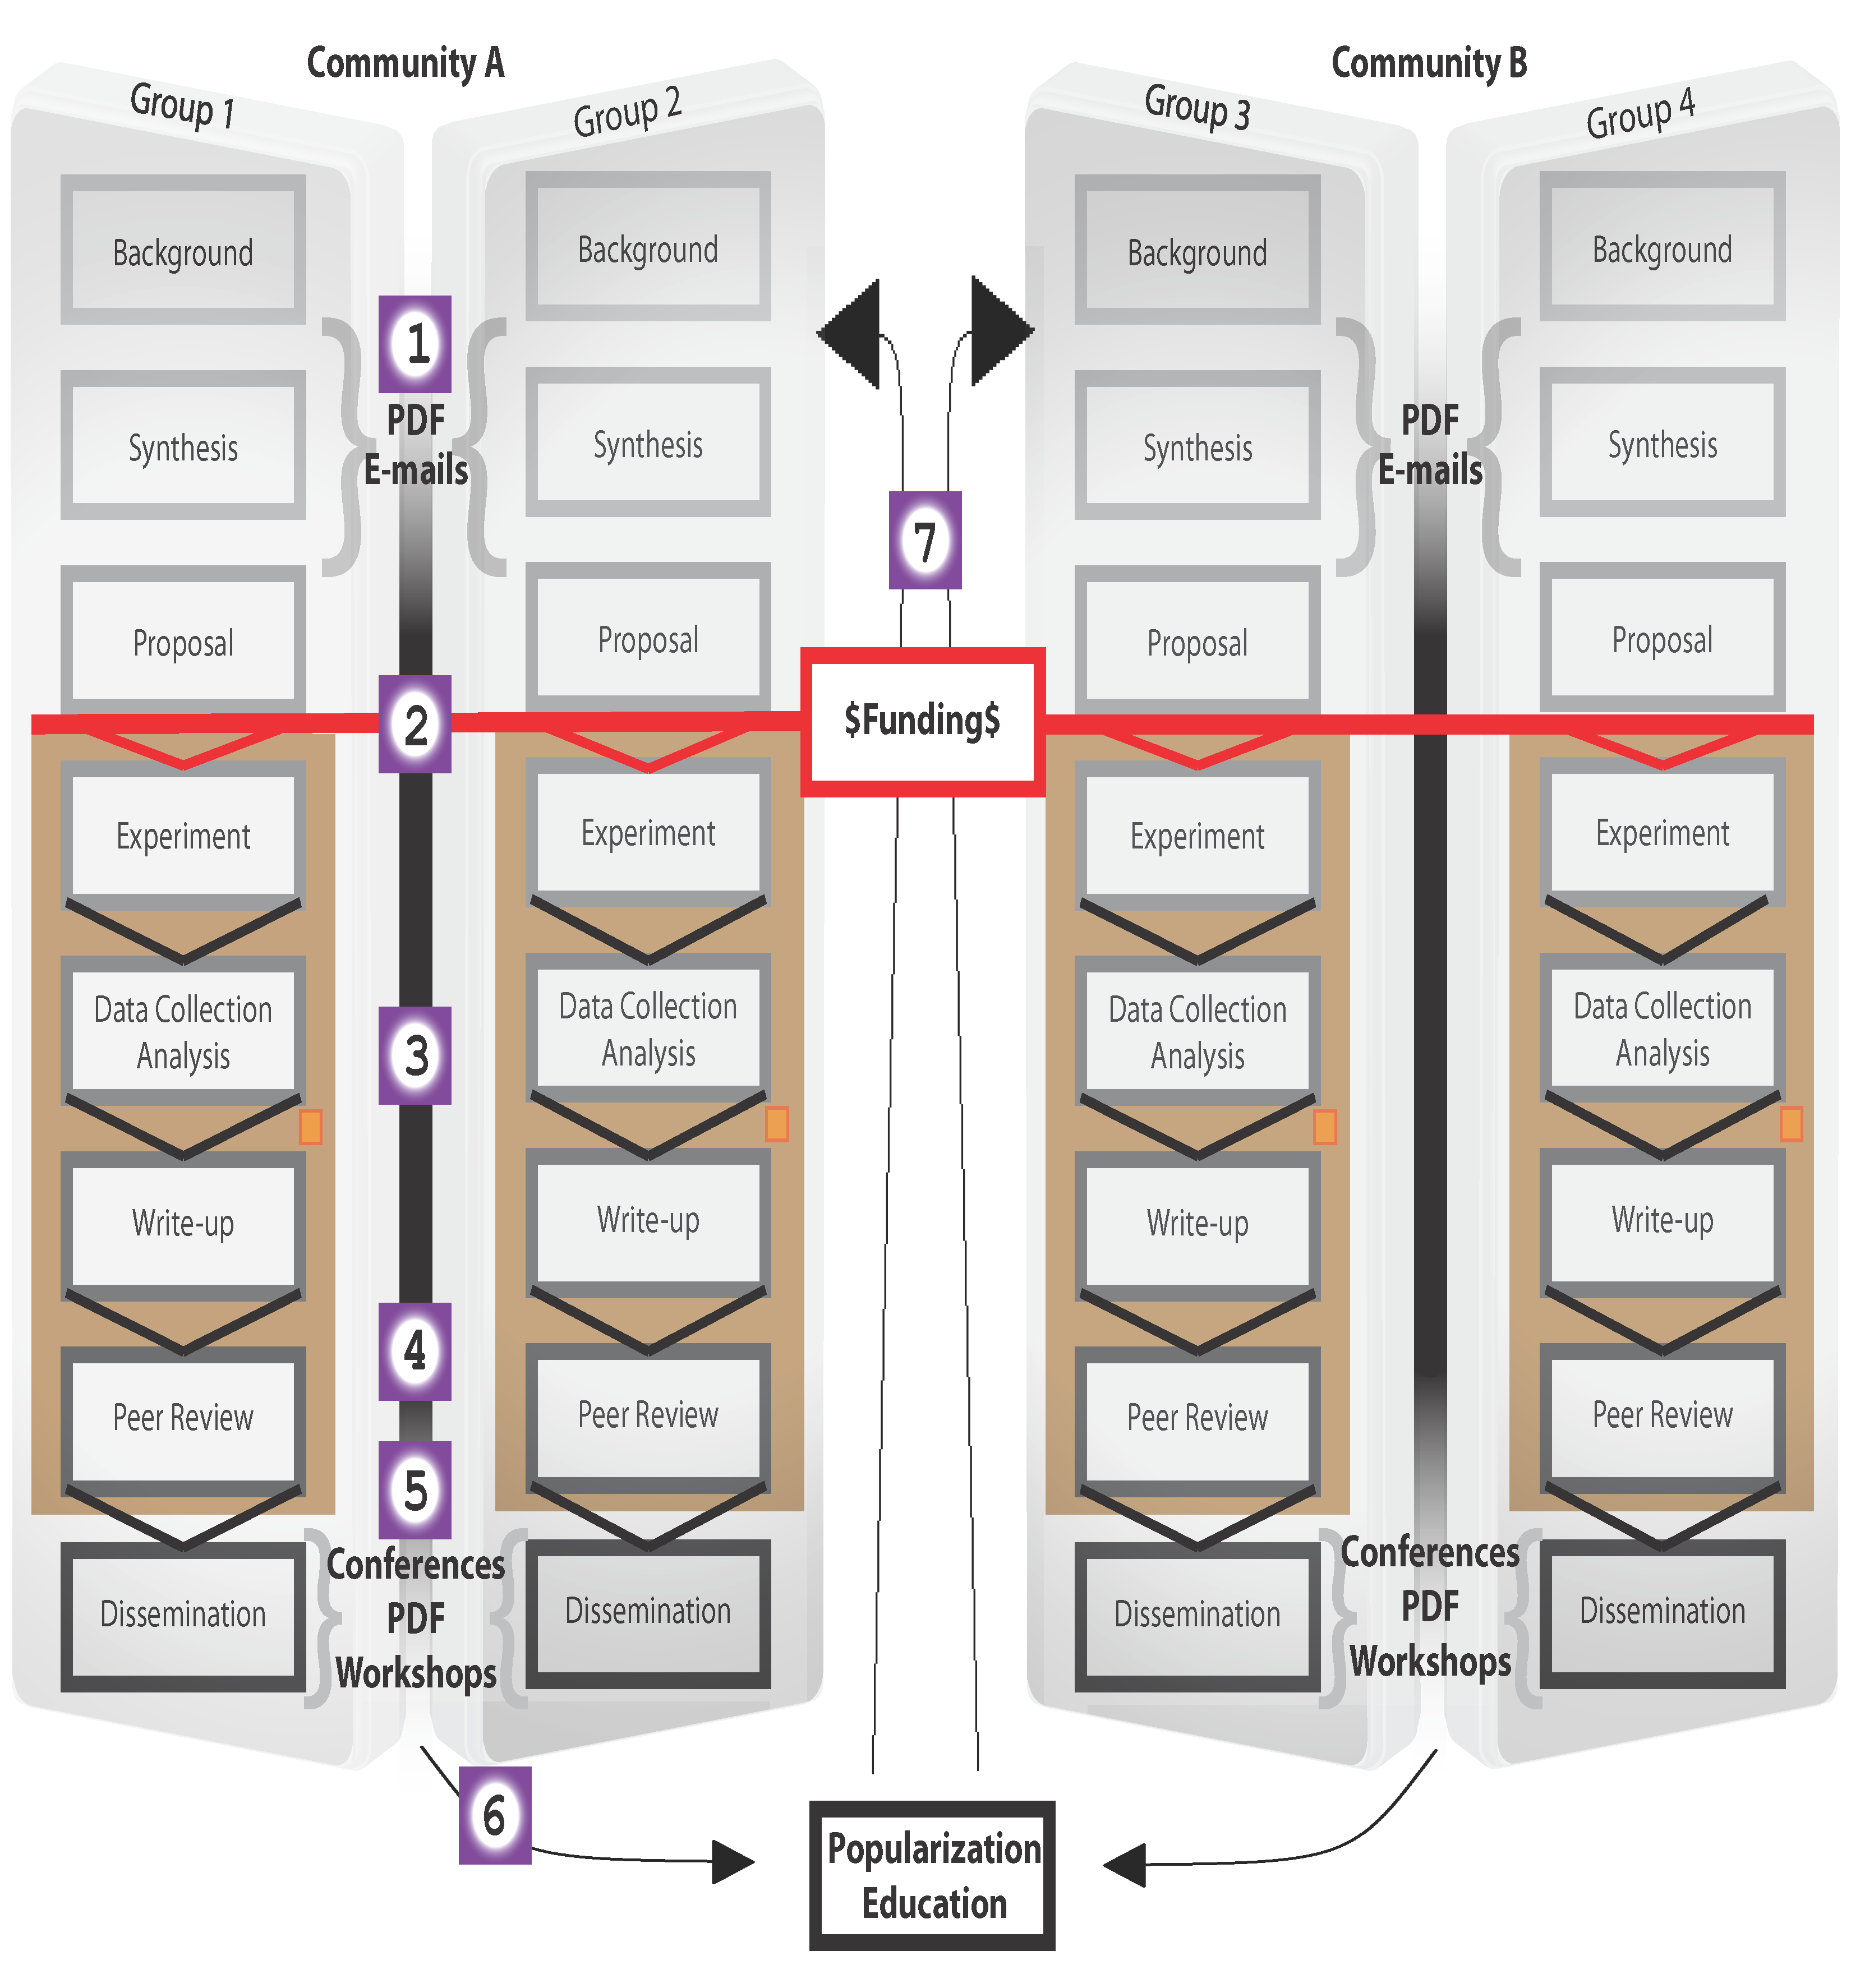 Community A
Community B
Group 1
Group 2
Group 3
Group 4
Background
Background
Background
Background
1
PDF
E-mails
PDF
E-mails
Synthesis
Synthesis
Synthesis
Synthesis
7
Proposal
Proposal
Proposal
Proposal
2
$Funding$
Experiment
Experiment
Experiment
Experiment
Data Collection
Analysis
3
Data Collection
Analysis
Data Collection
Analysis
Data Collection
Analysis
Write-up
Write-up
Write-up
Write-up
4
Peer Review
Peer Review
Peer Review
Peer Review
5
Dissemination
Conferences
PDF
Workshops
Dissemination
Dissemination
Conferences
PDF
Workshops
Dissemination
6
Popularization
Education